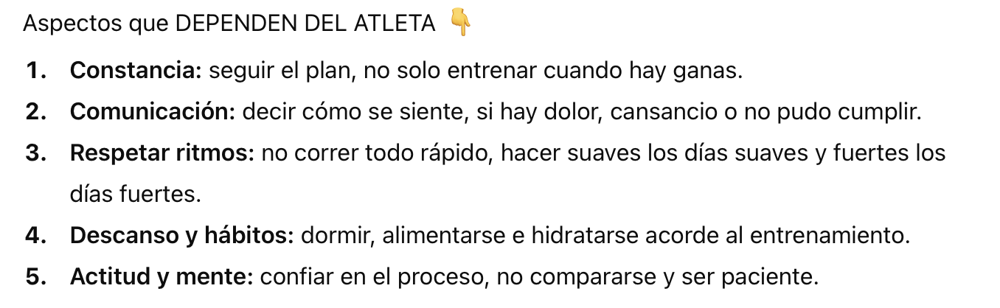 Aspectos que DEPENDEN DEL ATLETA 👇
1. Constancia: seguir el plan, no solo entrenar cuando hay ganas.
2. Comunicación: decir cómo se siente, si hay dolor, cansancio o no pudo cumplir.
3. Respetar ritmos: no correr todo rápido, hacer suaves los días suaves y fuertes los
días fuertes.
4. Descanso y hábitos: dormir, alimentarse e hidratarse acorde al entrenamiento.
5. Actitud y mente: confiar en el proceso, no compararse y ser paciente.